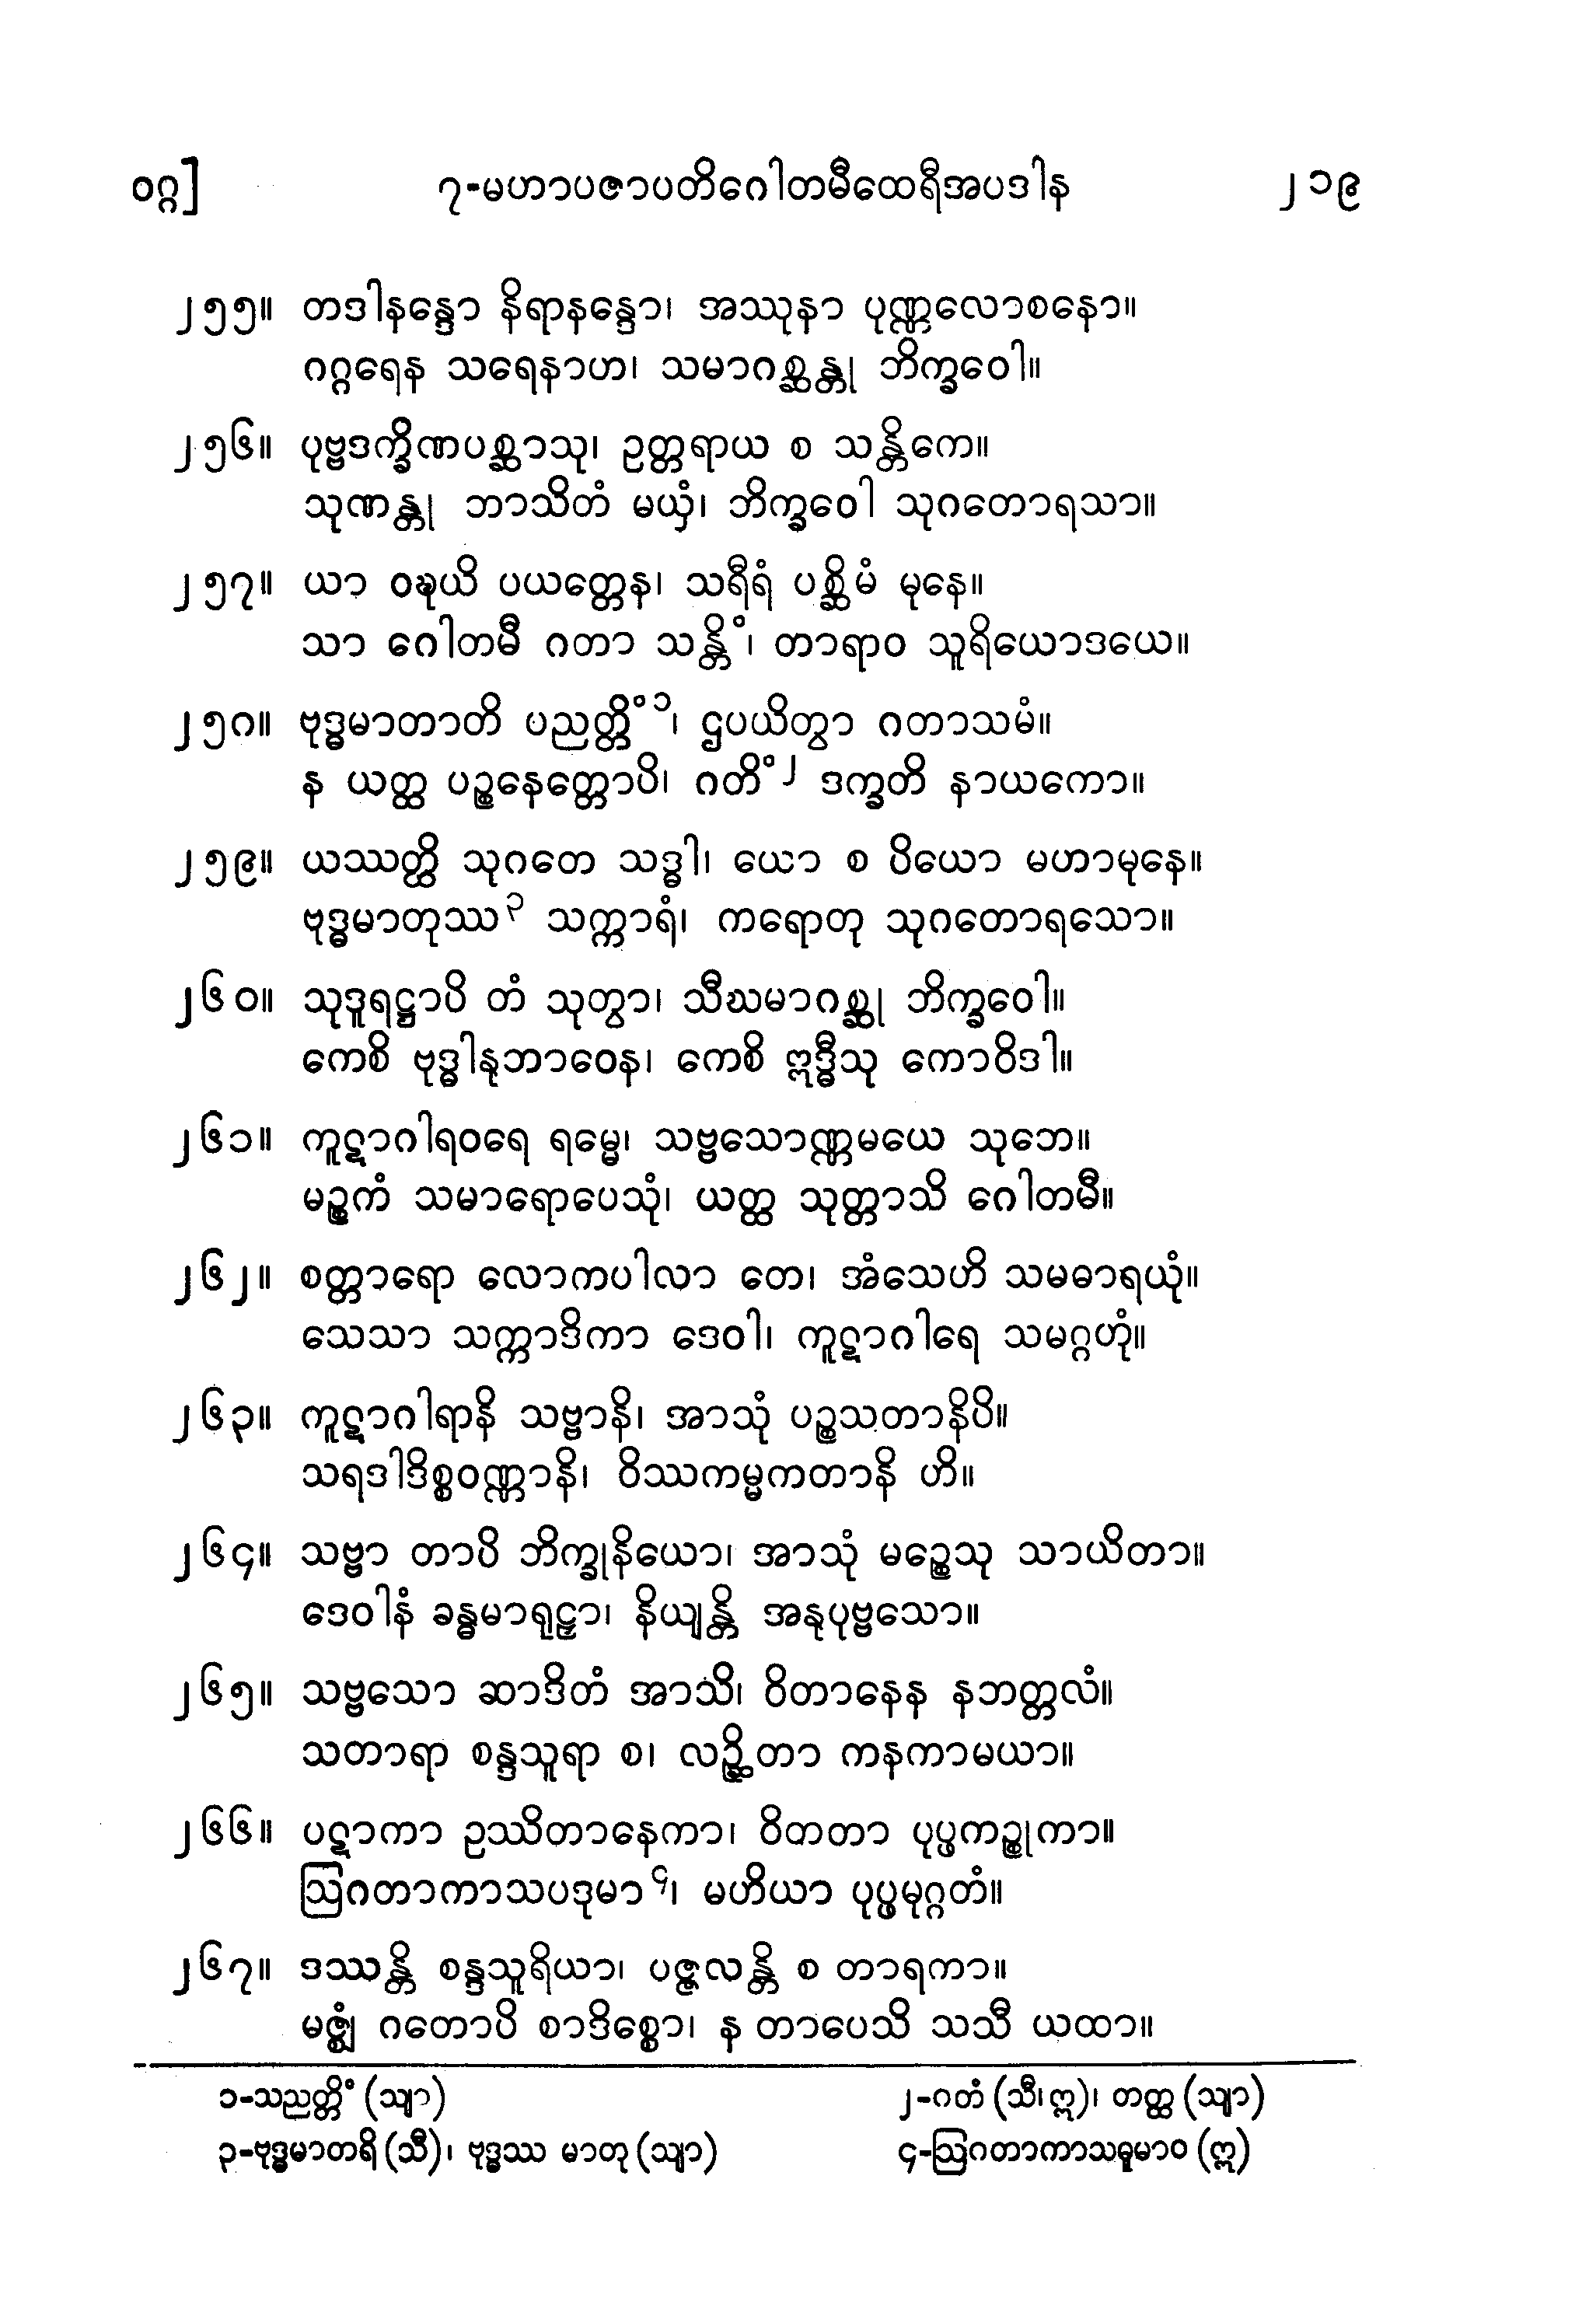 ဝဂ္ဂ] ၇-မဟာပဇာပတိဂေါတမီထေရီအပဒါန ၂၁၉
၂၅၅။ တဒါနန္ဒော နိရာနန္ဒော၊ အဿုနာ ပုဏ္ဏလောစနော။
ဂဂ္ဂရေန သရေနာဟ၊ သမာဂစ္ဆန္တု ဘိက္ခဝေါ။
၂၅၆။ ပုဗ္ဗဒက္ခိဏပစ္ဆာသု၊ ဥတ္တရာယ စ သန္တိကေ။
သုဏန္တု ဘာသိတံ မယှံ၊ ဘိက္ခဝေါ သုဂတောရသာ။
၂၅၇။ ယာ ဝဍ္ဎယိ ပယတ္တေန၊ သရီရံ ပစ္ဆိမံ မုနေ။
သာ ဂေါတမီ ဂတာ သန္တိံ၊ တာရာဝ သူရိယောဒယေ။
၂၅၈။ ဗုဒ္ဓမာတာတိ ပညတ္တိံ၁၊ ဌပယိတွာ ဂတာသမံ။
န ယတ္ထ ပဉ္စနေတ္တောပိ၊ ဂတိံ၂ ဒက္ခတိ နာယကော။
၂၅၉။ ယဿတ္ထိ သုဂတေ သဒ္ဓါ၊ ယော စ ပိယော မဟာမုနေ။
ဗုဒ္ဓမာတုဿ၃ သက္ကာရံ၊ ကရောတု သုဂတောရသော။
၂၆၀။ သုဒူရဋ္ဌာပိ တံ သုတွာ၊ သီဃမာဂစ္ဆု ဘိက္ခဝေါ။
ကေစိ ဗုဒ္ဓါနုဘာဝေန၊ ကေစိ ဣဒ္ဓီသု ကောဝိဒါ။
၂၆၁။ ကူဋာဂါရဝရေ ရမ္မေ၊ သဗ္ဗသောဏ္ဏမယေ သုဘေ။
မဉ္စကံ သမာရောပေသုံ၊ ယတ္ထ သုတ္တာသိ ဂေါတမီ။
၂၆၂။ စတ္တာရော လောကပါလာ တေ၊ အံသေဟိ သမဓာရယုံ။
သေသာ သက္ကာဒိကာ ဒေဝါ၊ ကူဋာဂါရေ သမဂ္ဂဟုံ။
၂၆၃။ ကူဋာဂါရာနိ သဗ္ဗာနိ၊ အာသုံ ပဉ္စသတာနိပိ။
သရဒါဒိစ္စဝဏ္ဏာနိ၊ ဝိဿကမ္မကတာနိ ဟိ။
၂၆၄။ သဗ္ဗာ တာပိ ဘိက္ခုနိယော၊ အာသုံ မဉ္စေသု သာယိတာ။
ဒေဝါနံ ခန္ဓမာရုဠှာ၊ နိယျန္တိ အနုပုဗ္ဗသော။
၂၆၅။ သဗ္ဗသော ဆာဒိတံ အာသိ၊ ဝိတာနေန နဘတ္တလံ။
သတာရာ စန္ဒသူရာ စ၊ လဉ္ဆိတာ ကနကာမယာ။
၂၆၆။ ပဋာကာ ဥဿိတာနေကာ၊ ဝိတတာ ပုပ္ဖကဉ္စုကာ။
ဩဂတာကာသပဒုမာ၄၊ မဟိယာ ပုပ္ဖမုဂ္ဂတံ။
၂၆၇။ ဒဿန္တိ စန္ဒသူရိယာ၊ ပဇ္ဇလန္တိ စ တာရကာ။
မဇ္ဈံ ဂတောပိ စာဒိစ္စော၊ န တာပေသိ သသီ ယထာ။
၁-သညတ္တိံ (သျာ) ၂-ဂတံ (သီ၊ ဣ)၊ တတ္ထ (သျာ)
၃-ဗုဒ္ဓမာတရိ (သီ)၊ ဗုဒ္ဓဿ မာတု (သျာ) ၄-ဩဂတာကာသဓူမာဝ (ဣ)